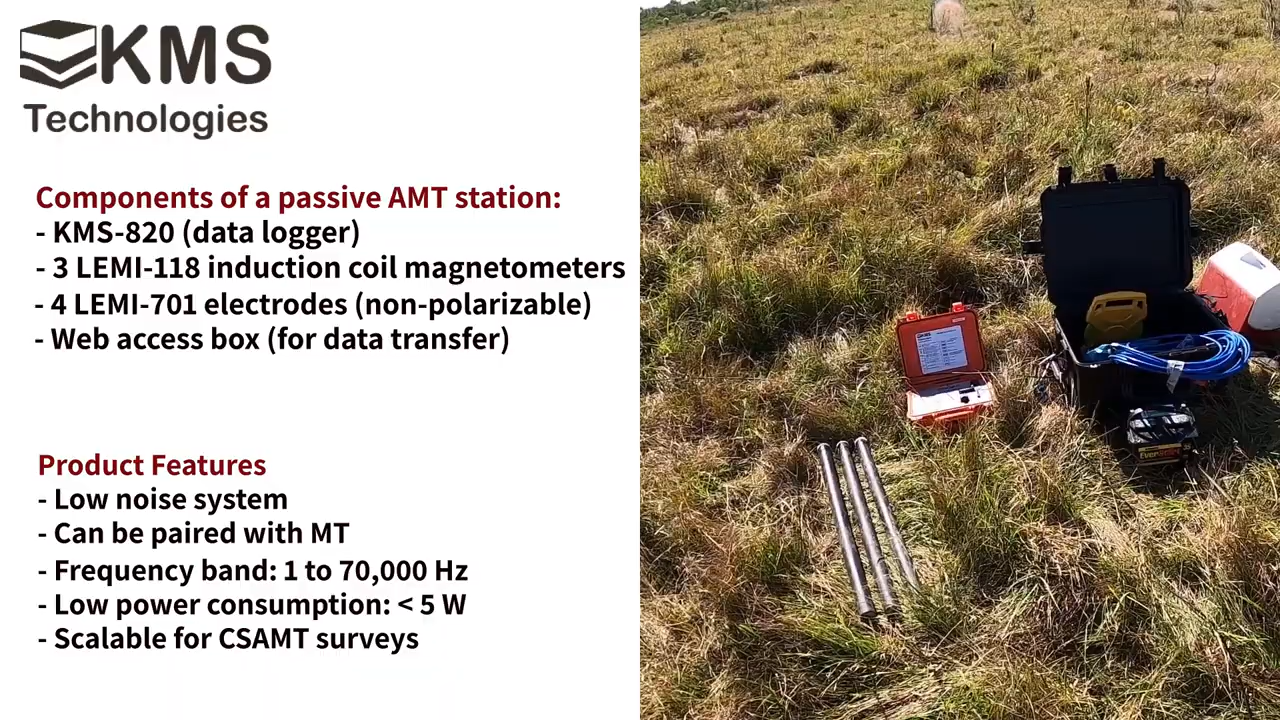 KMS
Technologies
Components of a passive AMT station:
- KMS-820 (data logger)
- 3 LEMI-118 induction coil magnetometers
- 4 LEMI-701 electrodes (non-polarizable)
- Web access box (for data transfer)
Product Features
- Low noise system
- Can be paired with MT
- Frequency band: 1 to 70,000 Hz
- Low power consumption: < 5 W
- Scalable for CSAMT surveys